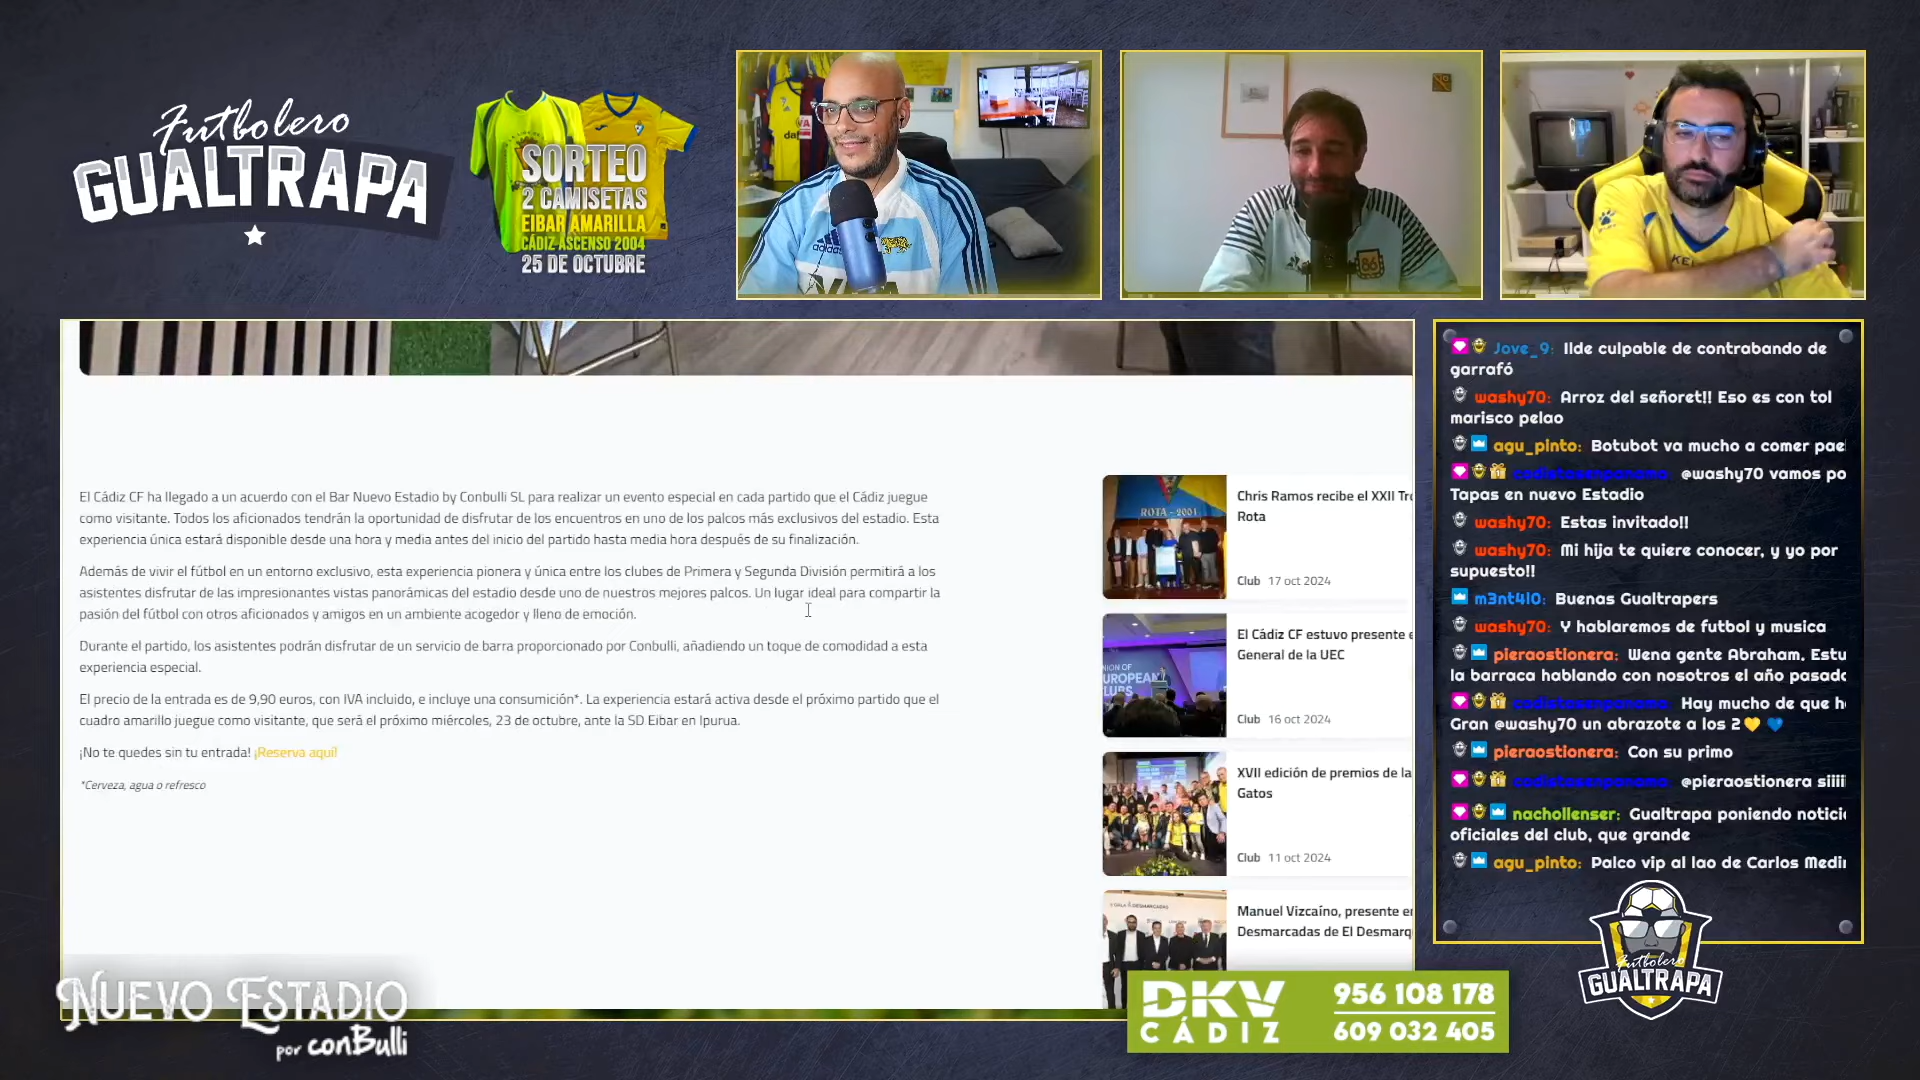 Futbolero
GUALTRAPA
SORTEO
2 CAMISETAS
EIBAR AMARILLA
CÁDIZ ASCENSO 2004
25 DE OCTUBRE
86
El Cádiz CF ha llegado a un acuerdo con el Bar Nuevo Estadio by Conbulli SL para realizar un evento especial en cada partido que el Cádiz juegue
como visitante. Todos los aficionados tendrán la oportunidad de disfrutar de los encuentros en uno de los palcos más exclusivos del estadio. Esta
experiencia única estará disponible desde una hora y media antes del inicio del partido hasta media hora después de su finalización.
Además de vivir el fútbol en un entorno exclusivo, esta experiencia pionera y única entre los clubes de Primera y Segunda División permitirá a los
asistentes disfrutar de las impresionantes vistas panorámicas del estadio desde uno de nuestros mejores palcos. Un lugar ideal para compartir la
pasión del fútbol con otros aficionados y amigos en un ambiente acogedor y lleno de emoción.
Durante el partido, los asistentes podrán disfrutar de un servicio de barra proporcionado por Conbulli, añadiendo un toque de comodidad a esta
experiencia especial.
El precio de la entrada es de 9,90 euros, con IVA incluido, e incluye una consumición*. La experiencia estará activa desde el próximo partido que el
cuadro amarillo juegue como visitante, que será el próximo miércoles, 23 de octubre, ante la SD Eibar en Ipurua.
¡No te quedes sin tu entrada! ¡Reserva aquí!
*Cerveza, agua o refresco
ROTA - 2001
Chris Ramos recibe el XXII Tro
Rota
Club 17 oct 2024
NION OF
EUROPEAN
CLUBS
El Cádiz CF estuvo presente e
General de la UEC
Club 16 oct 2024
XVII edición de premios de la
Gatos
Club 11 oct 2024
Manuel Vizcaíno, presente en
Desmarcadas de El Desmarq
Jove_9: Ilde culpable de contrabando de
garrafó
washy70: Arroz del señoret!! Eso es con tol
marisco pelao
agu_pinto: Botubot va mucho a comer pae
cadistasenpanama: @washy70 vamos po
Tapas en nuevo Estadio
washy70: Estas invitado!!
washy70: Mi hija te quiere conocer, y yo por
supuesto!!
m3nt4l0: Buenas Gualtrapers
washy70: Y hablaremos de futbol y musica
pieraostionera: Wena gente Abraham. Estu
la barraca hablando con nosotros el año pasado
cadistasenpanama: Hay mucho de que h
Gran @washy70 un abrazote a los 2
pieraostionera: Con su primo
cadistasenpanama: @pieraostionera siiii
nachollenser: Gualtrapa poniendo notici
oficiales del club, que grande
agu_pinto: Palco vip al lao de Carlos Medi
Futbolero
GUALTRAPA
NUEVO ESTADIO
por conBulli
DKV
CÁDIZ
956 108 178
609 032 405